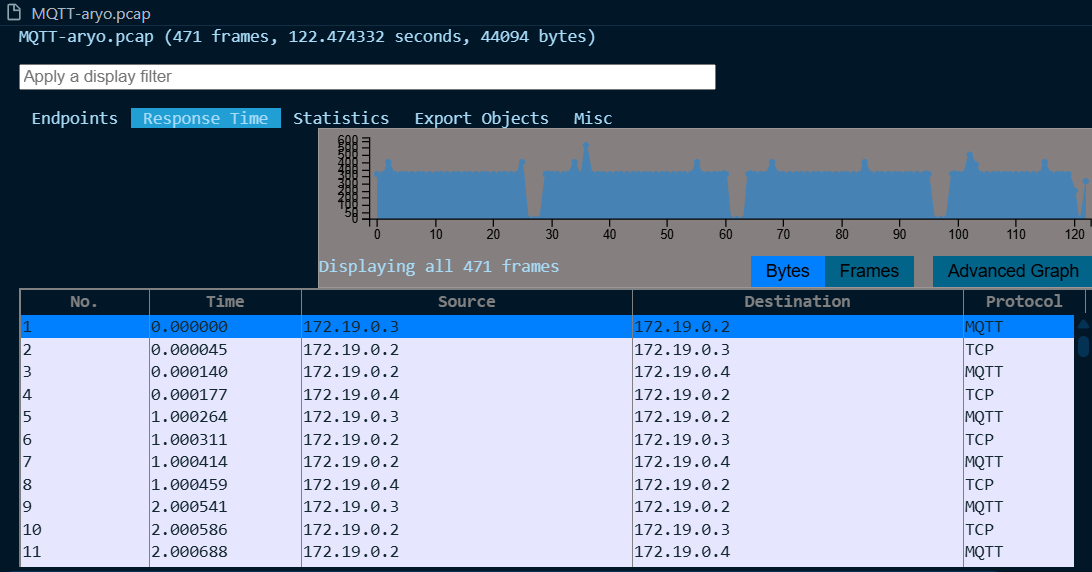 MQTT-aryo.pcap
MQTT-aryo.pcap (471 frames, 122.474332 seconds, 44094 bytes)
Apply a display filter
Endpoints Response Time Statistics Export Objects Misc
600
550
500
450
400
350
300
250
200
150
100
50
0
0 10 20 30 40 50 60 70 80 90 100 110 120
Displaying all 471 frames Bytes Frames Advanced Graph
No. Time Source Destination Protocol
1 0.000000 172.19.0.3 172.19.0.2 MQTT
2 0.000045 172.19.0.2 172.19.0.3 TCP
3 0.000140 172.19.0.2 172.19.0.4 MQTT
4 0.000177 172.19.0.4 172.19.0.2 TCP
5 1.000264 172.19.0.3 172.19.0.2 MQTT
6 1.000311 172.19.0.2 172.19.0.3 TCP
7 1.000414 172.19.0.2 172.19.0.4 MQTT
8 1.000459 172.19.0.4 172.19.0.2 TCP
9 2.000541 172.19.0.3 172.19.0.2 MQTT
10 2.000586 172.19.0.2 172.19.0.3 TCP
11 2.000688 172.19.0.2 172.19.0.4 MQTT